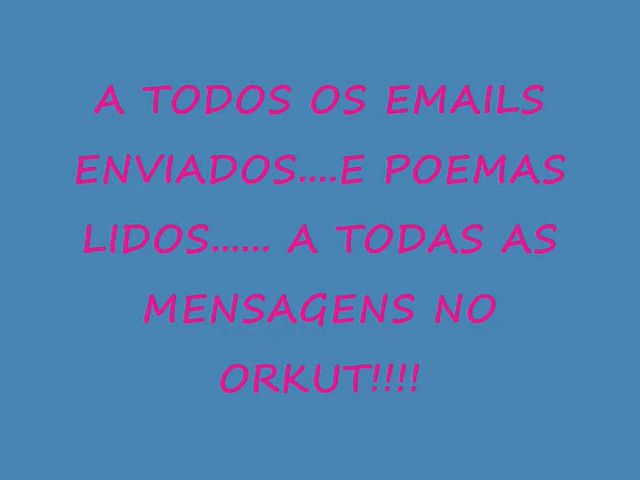 A TODOS OS EMAILS
ENVIADOS....E POEMAS
LIDOS...... A TODAS AS
MENSAGENS NO
ORKUT!!!!